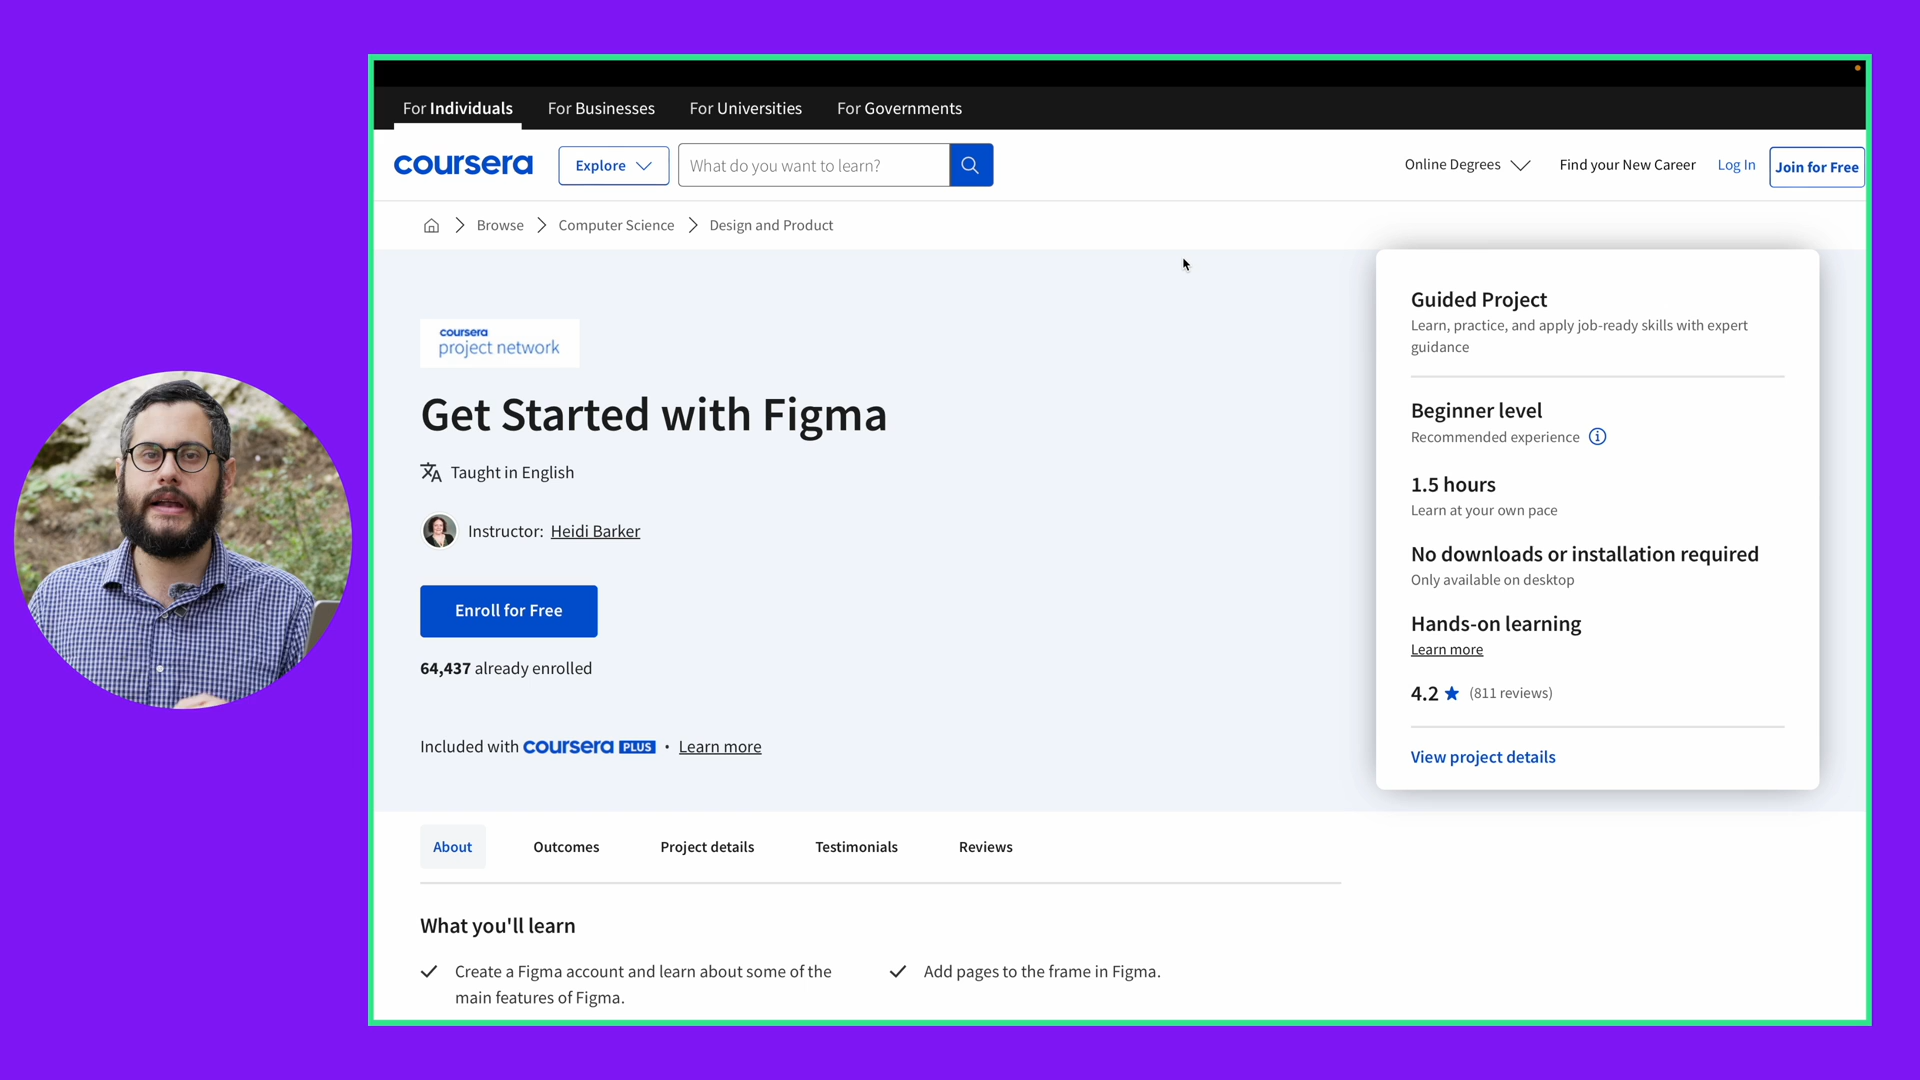 For Individuals
For Businesses
For Universities
For Governments
coursera
Explore
What do you want to learn?
Online Degrees
Find your New Career
Log In
Join for Free
Browse
Computer Science
Design and Product
coursera
project network
Get Started with Figma
Taught in English
Instructor: Heidi Barker
Enroll for Free
64,437 already enrolled
Included with coursera PLUS • Learn more
Guided Project
Learn, practice, and apply job-ready skills with expert
guidance
Beginner level
Recommended experience
1.5 hours
Learn at your own pace
No downloads or installation required
Only available on desktop
Hands-on learning
Learn more
4.2 ★ (811 reviews)
View project details
About
Outcomes
Project details
Testimonials
Reviews
What you'll learn
Create a Figma account and learn about some of the
main features of Figma.
Add pages to the frame in Figma.